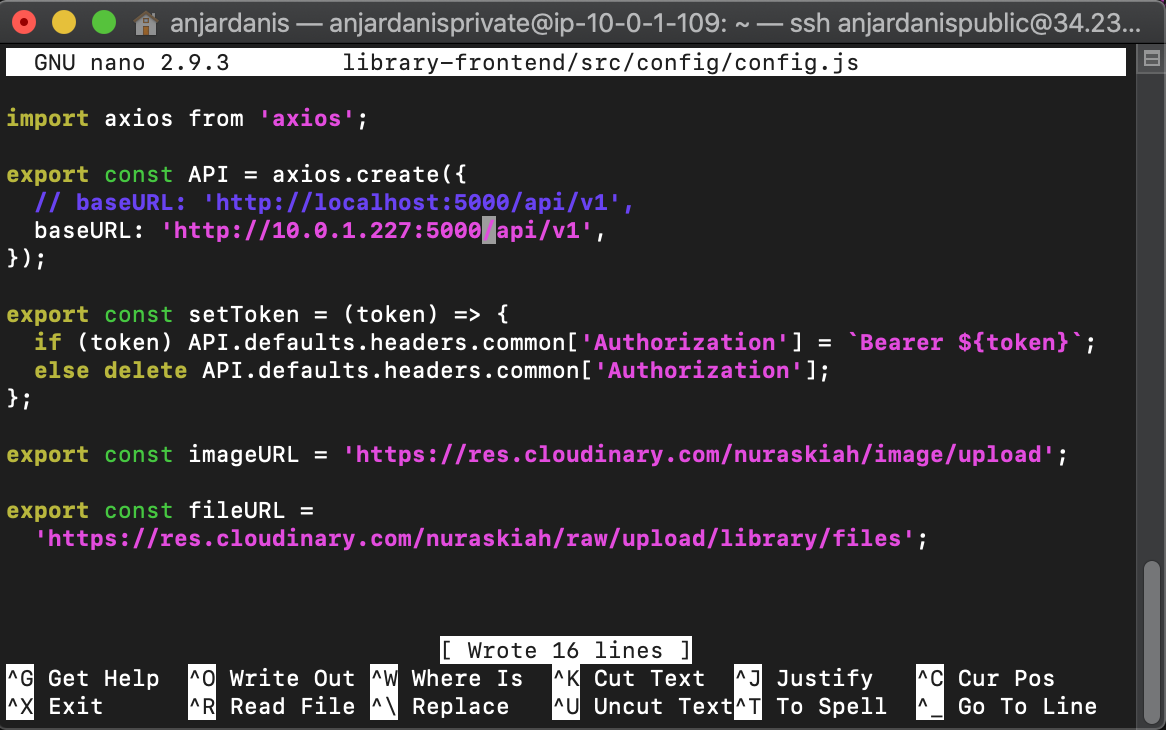 anjardanis — anjardanisprivate@ip-10-0-1-109: ~ — ssh anjardanispublic@34.23...
GNU nano 2.9.3 library-frontend/src/config/config.js
import axios from 'axios';
export const API = axios.create({
  // baseURL: 'http://localhost:5000/api/v1',
  baseURL: 'http://10.0.1.227:5000/api/v1',
});
export const setToken = (token) => {
  if (token) API.defaults.headers.common['Authorization'] = `Bearer ${token}`;
  else delete API.defaults.headers.common['Authorization'];
};
export const imageURL = 'https://res.cloudinary.com/nuraskiah/image/upload';
export const fileURL =
  'https://res.cloudinary.com/nuraskiah/raw/upload/library/files';
[ Wrote 16 lines ]
^G Get Help ^O Write Out ^W Where Is ^K Cut Text ^J Justify ^C Cur Pos
^X Exit ^R Read File ^\ Replace ^U Uncut Text ^T To Spell ^_ Go To Line